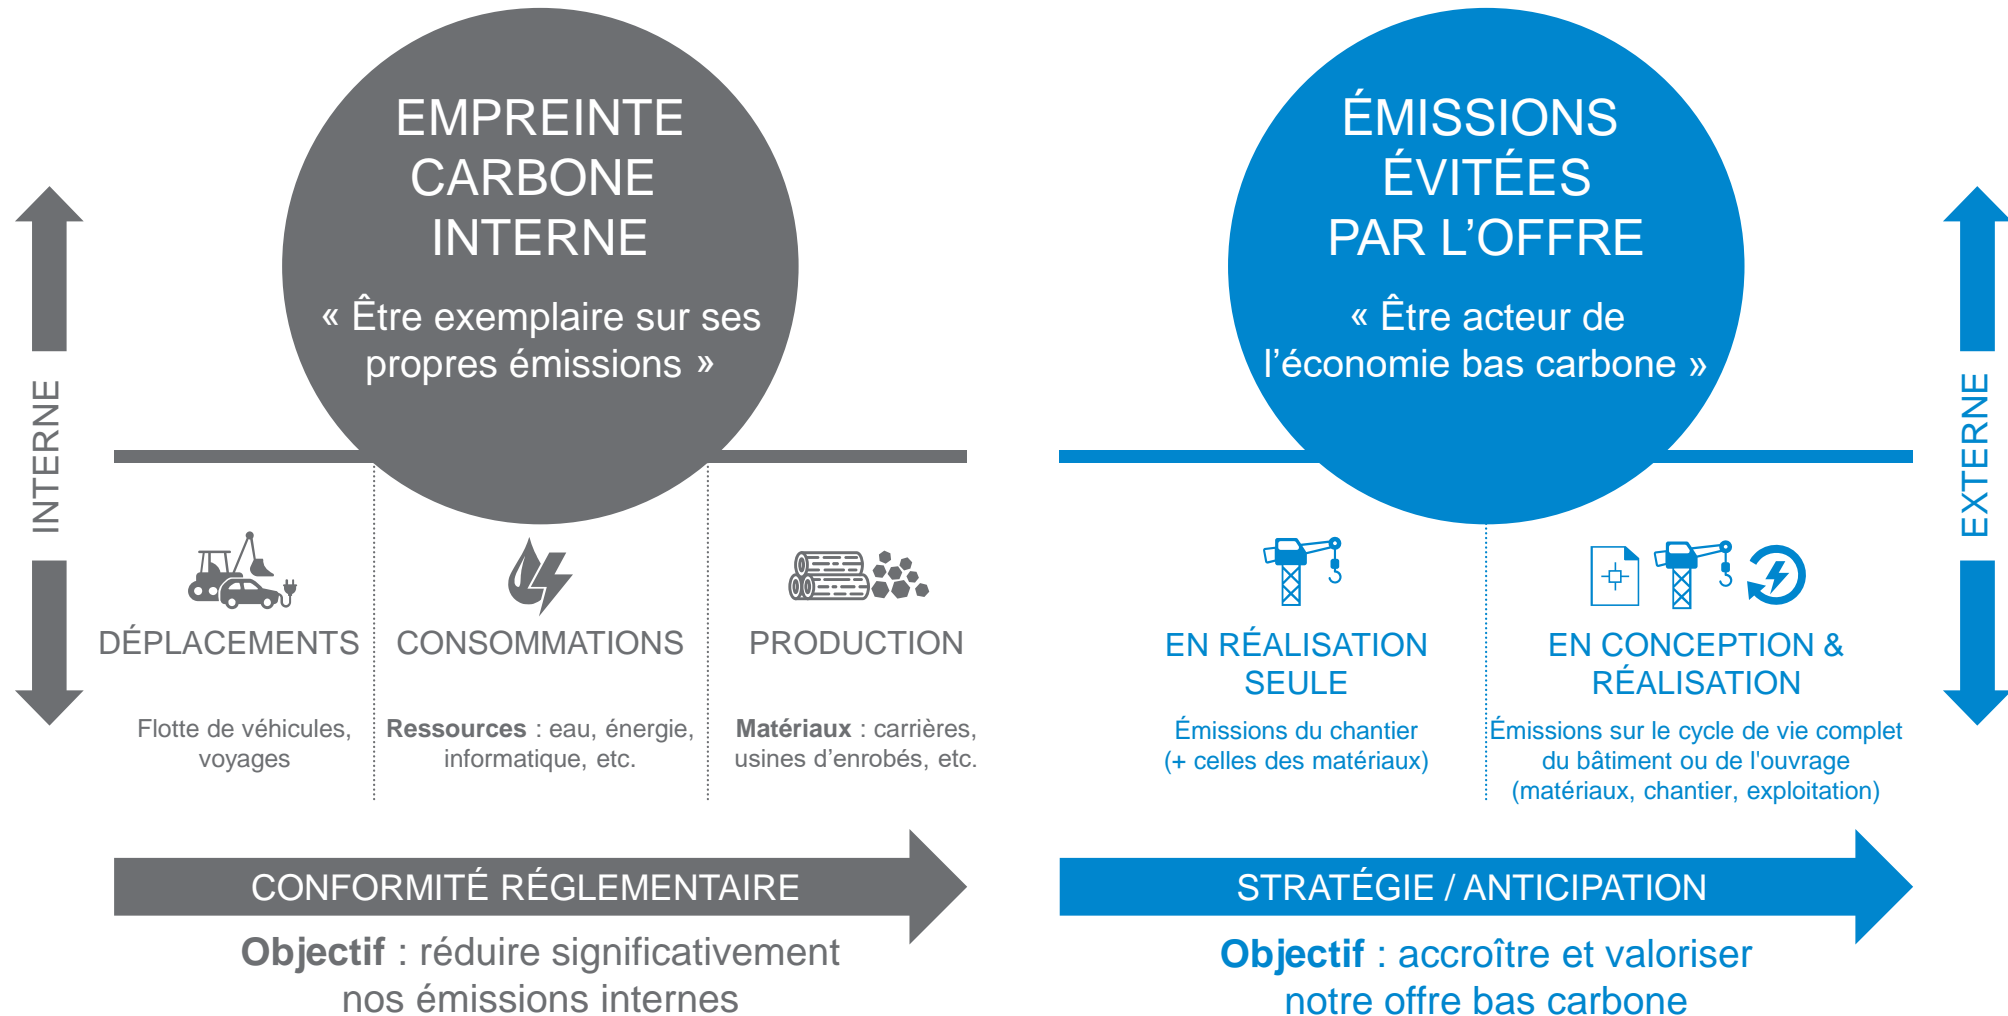 INTERNE
EMPREINTE
CARBONE
INTERNE
« Être exemplaire sur ses
propres émissions »
DÉPLACEMENTS
Flotte de véhicules,
voyages
CONSOMMATIONS
Ressources : eau, énergie,
informatique, etc.
PRODUCTION
Matériaux : carrières,
usines d’enrobés, etc.
CONFORMITÉ RÉGLEMENTAIRE
Objectif : réduire significativement
nos émissions internes
ÉMISSIONS
ÉVITÉES
PAR L’OFFRE
« Être acteur de
l’économie bas carbone »
EN RÉALISATION
SEULE
Émissions du chantier
(+ celles des matériaux)
EN CONCEPTION &
RÉALISATION
Émissions sur le cycle de vie complet
du bâtiment ou de l'ouvrage
(matériaux, chantier, exploitation)
STRATÉGIE / ANTICIPATION
Objectif : accroître et valoriser
notre offre bas carbone
EXTERNE